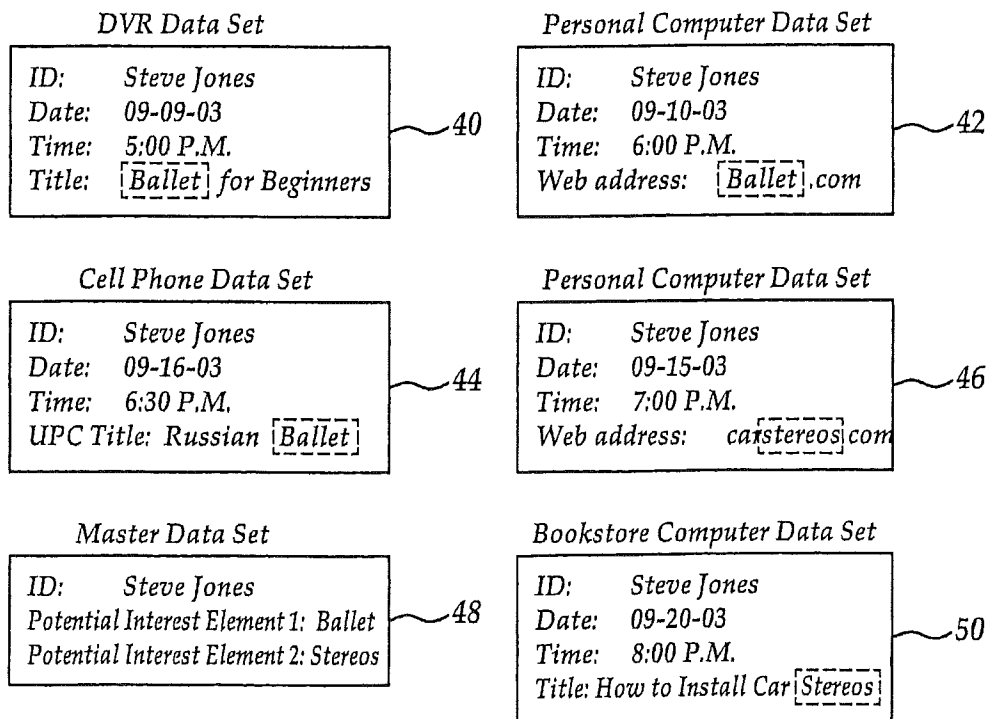 DVR Data Set
ID: Steve Jones
Date: 09-09-03
Time: 5:00 P.M.
Title: Ballet for Beginners
40
Personal Computer Data Set
ID: Steve Jones
Date: 09-10-03
Time: 6:00 P.M.
Web address: Ballet.com
42
Cell Phone Data Set
ID: Steve Jones
Date: 09-16-03
Time: 6:30 P.M.
UPC Title: Russian Ballet
44
Personal Computer Data Set
ID: Steve Jones
Date: 09-15-03
Time: 7:00 P.M.
Web address: carstereos.com
46
Master Data Set
ID: Steve Jones
Potential Interest Element 1: Ballet
Potential Interest Element 2: Stereos
48
Bookstore Computer Data Set
ID: Steve Jones
Date: 09-20-03
Time: 8:00 P.M.
Title: How to Install Car Stereos
50